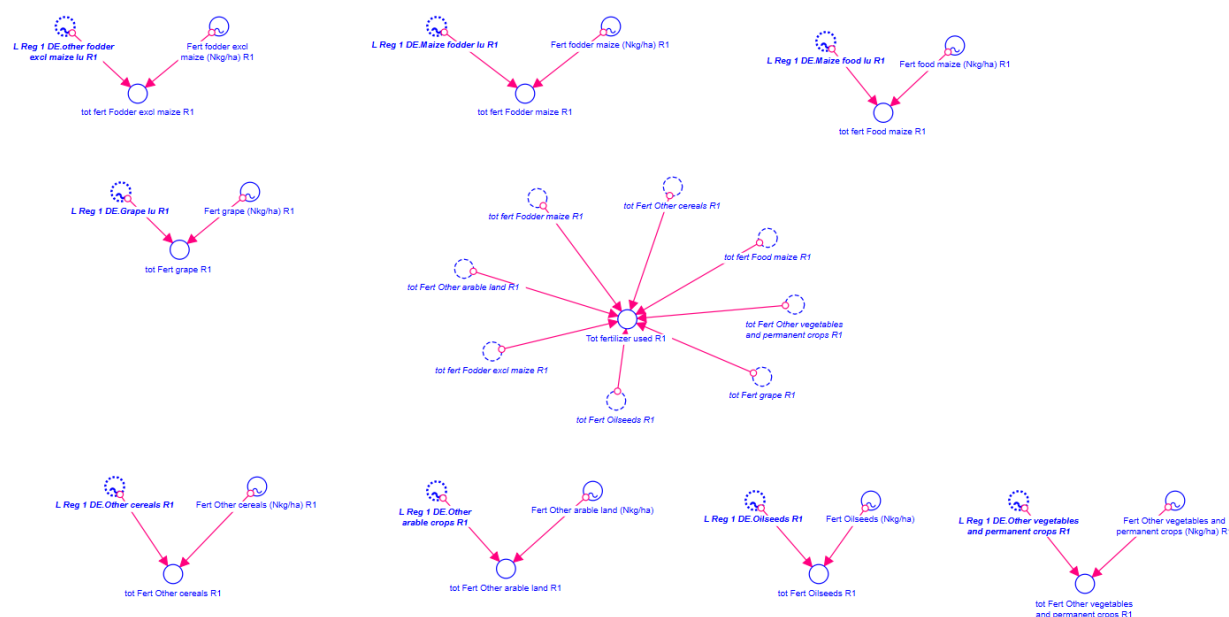 L Reg 1 DE.other fodder
excl maize lu R1
Fert fodder excl
maize (Nkg/ha) R1
tot fert Fodder excl maize R1
L Reg 1 DE.Maize fodder lu R1
Fert fodder maize (Nkg/ha) R1
tot fert Fodder maize R1
L Reg 1 DE.Maize food lu R1
Fert food maize (Nkg/ha) R1
tot fert Food maize R1
L Reg 1 DE.Grape lu R1
Fert grape (Nkg/ha) R1
tot Fert grape R1
tot fert Fodder maize R1
tot Fert Other cereals R1
tot fert Food maize R1
tot Fert Other arable land R1
tot Fert Other vegetables
and permanent crops R1
Tot fertilizer used R1
tot fert Fodder excl maize R1
tot Fert grape R1
tot Fert Oilseeds R1
L Reg 1 DE.Other cereals R1
Fert Other cereals (Nkg/ha) R1
tot Fert Other cereals R1
L Reg 1 DE.Other
arable crops R1
Fert Other arable land (Nkg/ha)
tot Fert Other arable land R1
L Reg 1 DE.Oilseeds R1
Fert Oilseeds (Nkg/ha)
tot Fert Oilseeds R1
L Reg 1 DE.Other vegetables
and permanent crops R1
Fert Other vegetables and
permanent crops (Nkg/ha) R1
tot Fert Other vegetables
and permanent crops R1